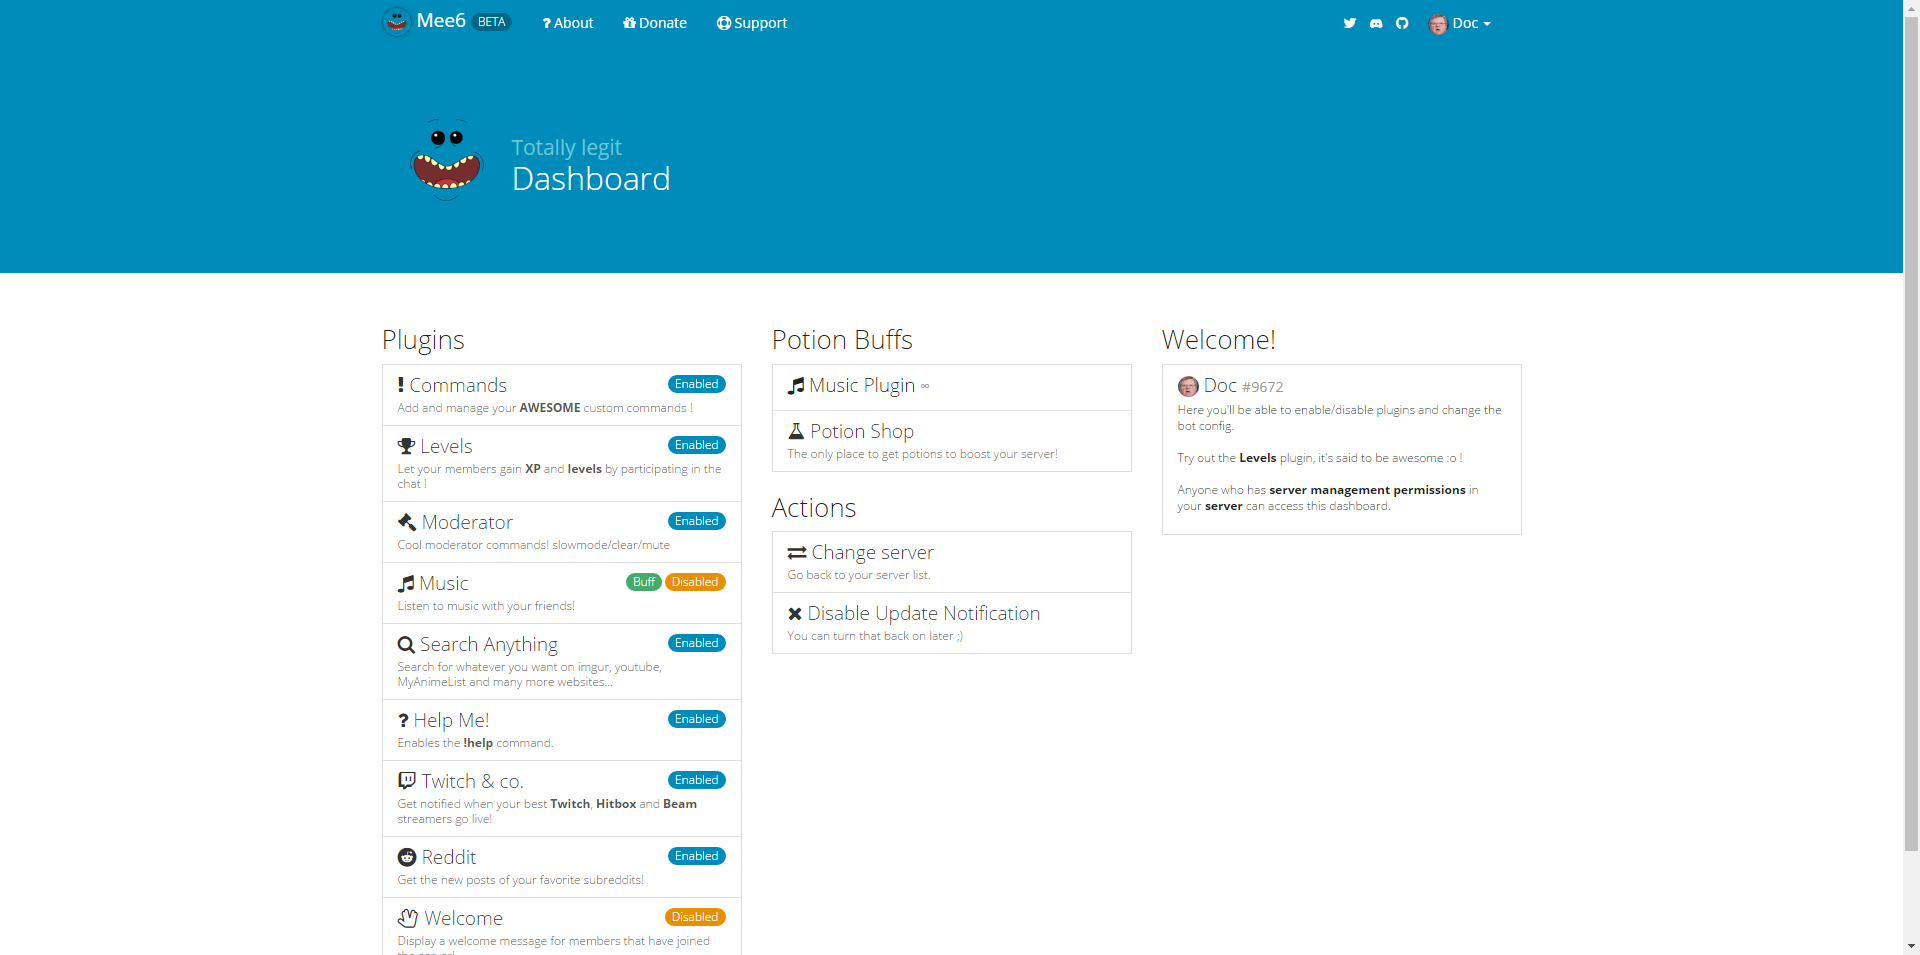 Mee6 BETA
? About
Donate
Support
Doc
Totally legit
Dashboard
Plugins
! Commands Enabled
Add and manage your AWESOME custom commands !
Levels Enabled
Let your members gain XP and levels by participating in the
chat !
Moderator Enabled
Cool moderator commands! slowmode/clear/mute
Music Buff Disabled
Listen to music with your friends!
Search Anything Enabled
Search for whatever you want on imgur, youtube,
MyAnimeList and many more websites...
? Help Me! Enabled
Enables the !help command.
Twitch & co. Enabled
Get notified when your best Twitch, Hitbox and Beam
streamers go live!
Reddit Enabled
Get the new posts of your favorite subreddits!
Welcome Disabled
Display a welcome message for members that have joined
the server!
Potion Buffs
Music Plugin ∞
Potion Shop
The only place to get potions to boost your server!
Actions
Change server
Go back to your server list.
Disable Update Notification
You can turn that back on later ;)
Welcome!
Doc #9672
Here you'll be able to enable/disable plugins and change the
bot config.
Try out the Levels plugin, it's said to be awesome :o !
Anyone who has server management permissions in
your server can access this dashboard.